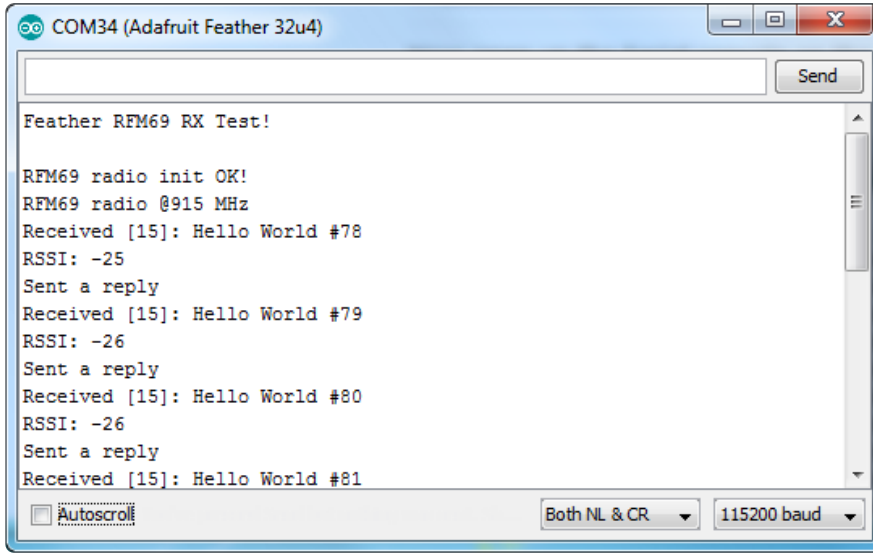 COM34 (Adafruit Feather 32u4)
Send
Feather RFM69 RX Test!
RFM69 radio init OK!
RFM69 radio @915 MHz
Received [15]: Hello World #78
RSSI: -25
Sent a reply
Received [15]: Hello World #79
RSSI: -26
Sent a reply
Received [15]: Hello World #80
RSSI: -26
Sent a reply
Received [15]: Hello World #81
Autoscroll Both NL & CR 115200 baud